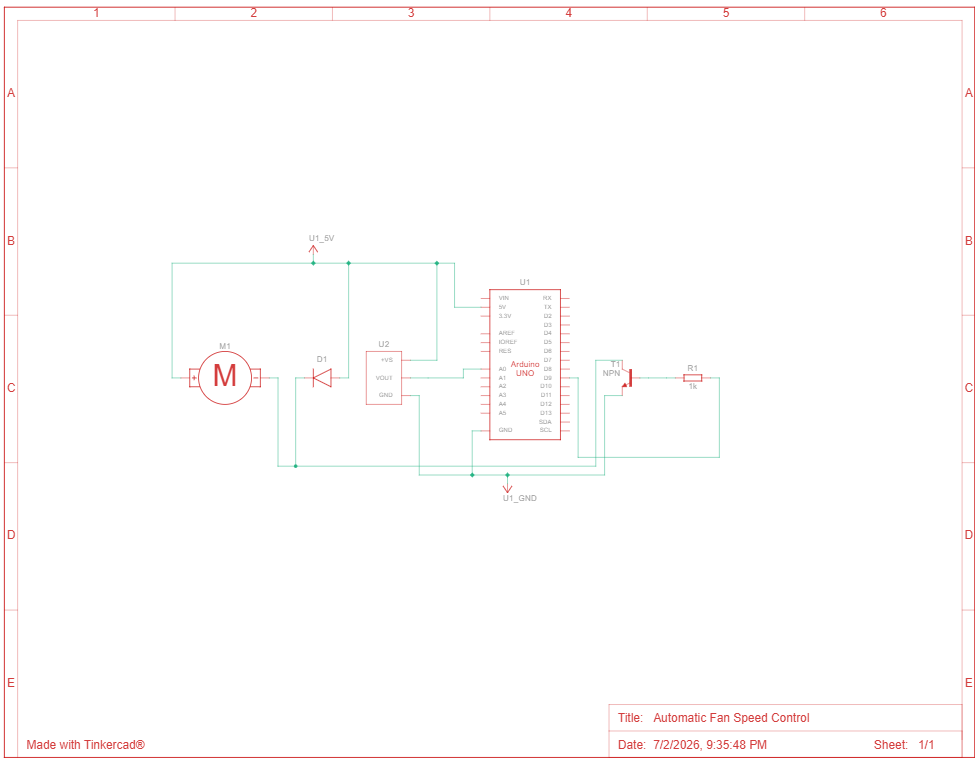 1 2 3 4 5 6
A A
B B
C C
D D
E E
U1_5V
U1
VIN RX
5V TX
3.3V D2
D3
AREF D4
IOREF D5
RES D6
D7
A0 D8
A1 D9
A2 D10
A3 D11
A4 D12
A5 D13
SDA
GND SCL
Arduino
UNO
M1
+ M -
D1
U2
+VS
VOUT
GND
T1
NPN
R1
1k
U1_GND
Title: Automatic Fan Speed Control
Made with Tinkercad®
Date: 7/2/2026, 9:35:48 PM Sheet: 1/1